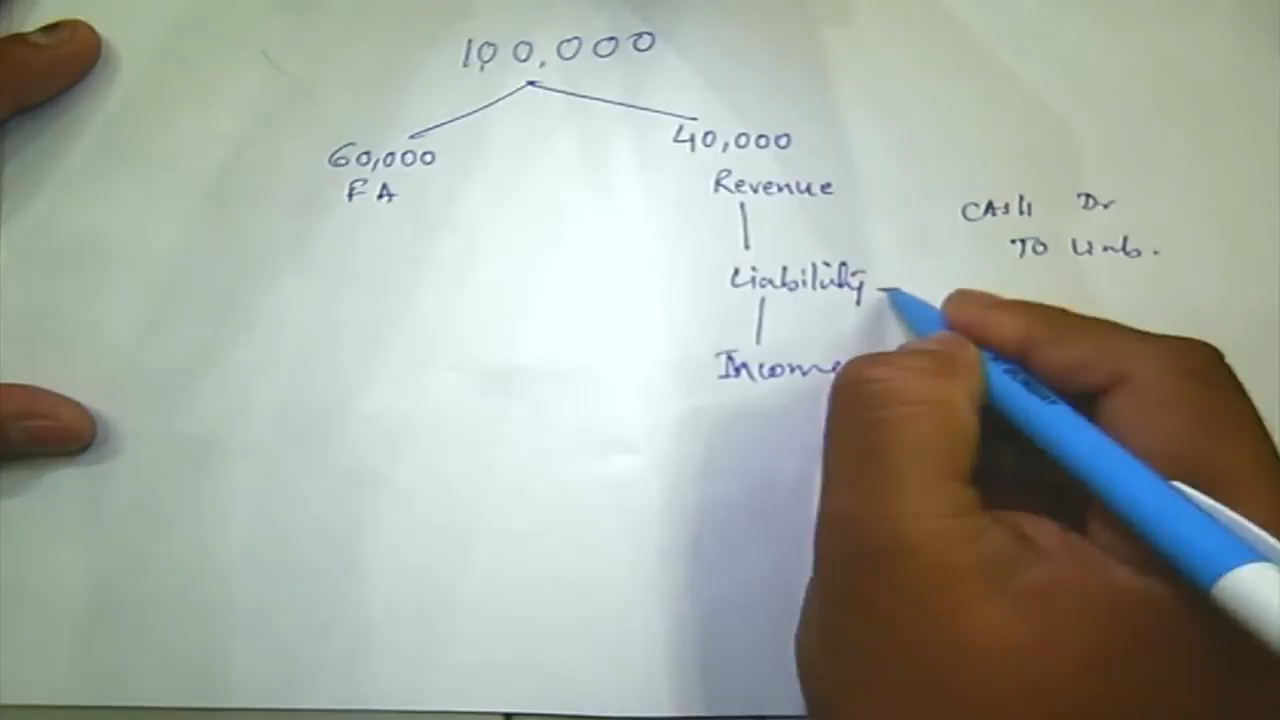 100,000
60,000
FA
40,000
Revenue
Liability
Income
Cash Dr
To Liab.